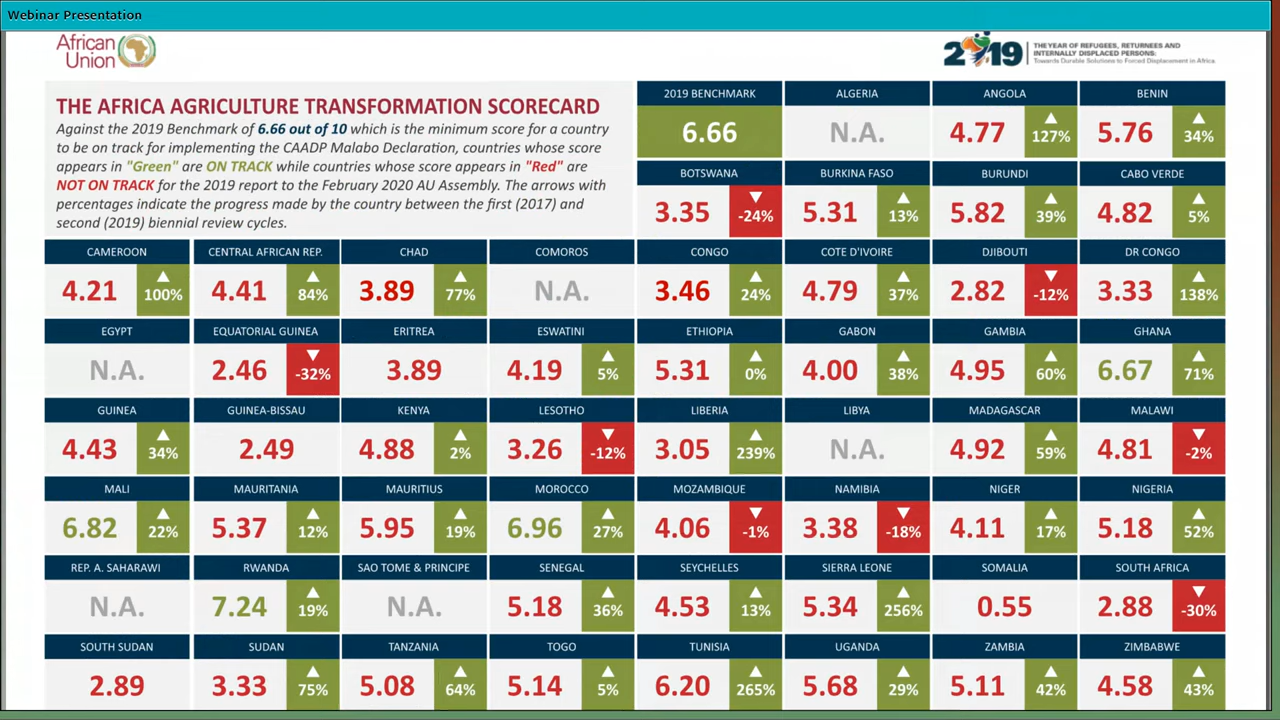 Webinar Presentation
African
Union
2019
THE YEAR OF REFUGEES, RETURNEES AND
INTERNALLY DISPLACED PERSONS:
Towards Durable Solutions to Forced Displacement in Africa.
THE AFRICA AGRICULTURE TRANSFORMATION SCORECARD
Against the 2019 Benchmark of 6.66 out of 10 which is the minimum score for a country
to be on track for implementing the CAADP Malabo Declaration, countries whose score
appears in "Green" are ON TRACK while countries whose score appears in "Red" are
NOT ON TRACK for the 2019 report to the February 2020 AU Assembly. The arrows with
percentages indicate the progress made by the country between the first (2017) and
second (2019) biennial review cycles.
2019 BENCHMARK ALGERIA ANGOLA BENIN
6.66 N.A. 4.77 127% 5.76 34%
BOTSWANA BURKINA FASO BURUNDI CABO VERDE
3.35 -24% 5.31 13% 5.82 39% 4.82 5%
CAMEROON CENTRAL AFRICAN REP. CHAD COMOROS CONGO COTE D'IVOIRE DJIBOUTI DR CONGO
4.21 100% 4.41 84% 3.89 77% N.A. 3.46 24% 4.79 37% 2.82 -12% 3.33 138%
EGYPT EQUATORIAL GUINEA ERITREA ESWATINI ETHIOPIA GABON GAMBIA GHANA
N.A. 2.46 -32% 3.89 4.19 5% 5.31 0% 4.00 38% 4.95 60% 6.67 71%
GUINEA GUINEA-BISSAU KENYA LESOTHO LIBERIA LIBYA MADAGASCAR MALAWI
4.43 34% 2.49 4.88 2% 3.26 -12% 3.05 239% N.A. 4.92 59% 4.81 -2%
MALI MAURITANIA MAURITIUS MOROCCO MOZAMBIQUE NAMIBIA NIGER NIGERIA
6.82 22% 5.37 12% 5.95 19% 6.96 27% 4.06 -1% 3.38 -18% 4.11 17% 5.18 52%
REP. A. SAHARAWI RWANDA SAO TOME & PRINCIPE SENEGAL SEYCHELLES SIERRA LEONE SOMALIA SOUTH AFRICA
N.A. 7.24 19% N.A. 5.18 36% 4.53 13% 5.34 256% 0.55 2.88 -30%
SOUTH SUDAN SUDAN TANZANIA TOGO TUNISIA UGANDA ZAMBIA ZIMBABWE
2.89 3.33 75% 5.08 64% 5.14 5% 6.20 265% 5.68 29% 5.11 42% 4.58 43%